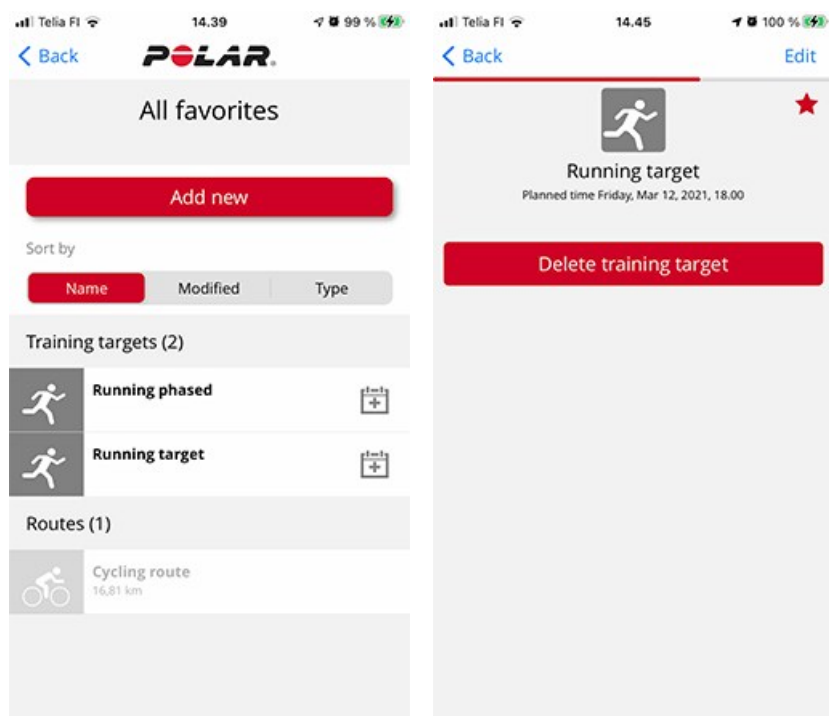 Telia FI 14.39 99 %
Back POLAR.
All favorites
Add new
Sort by
Name Modified Type
Training targets (2)
Running phased
Running target
Routes (1)
Cycling route
16,81 km
Telia FI 14.45 100 %
Back Edit
Running target
Planned time Friday, Mar 12, 2021, 18.00
Delete training target